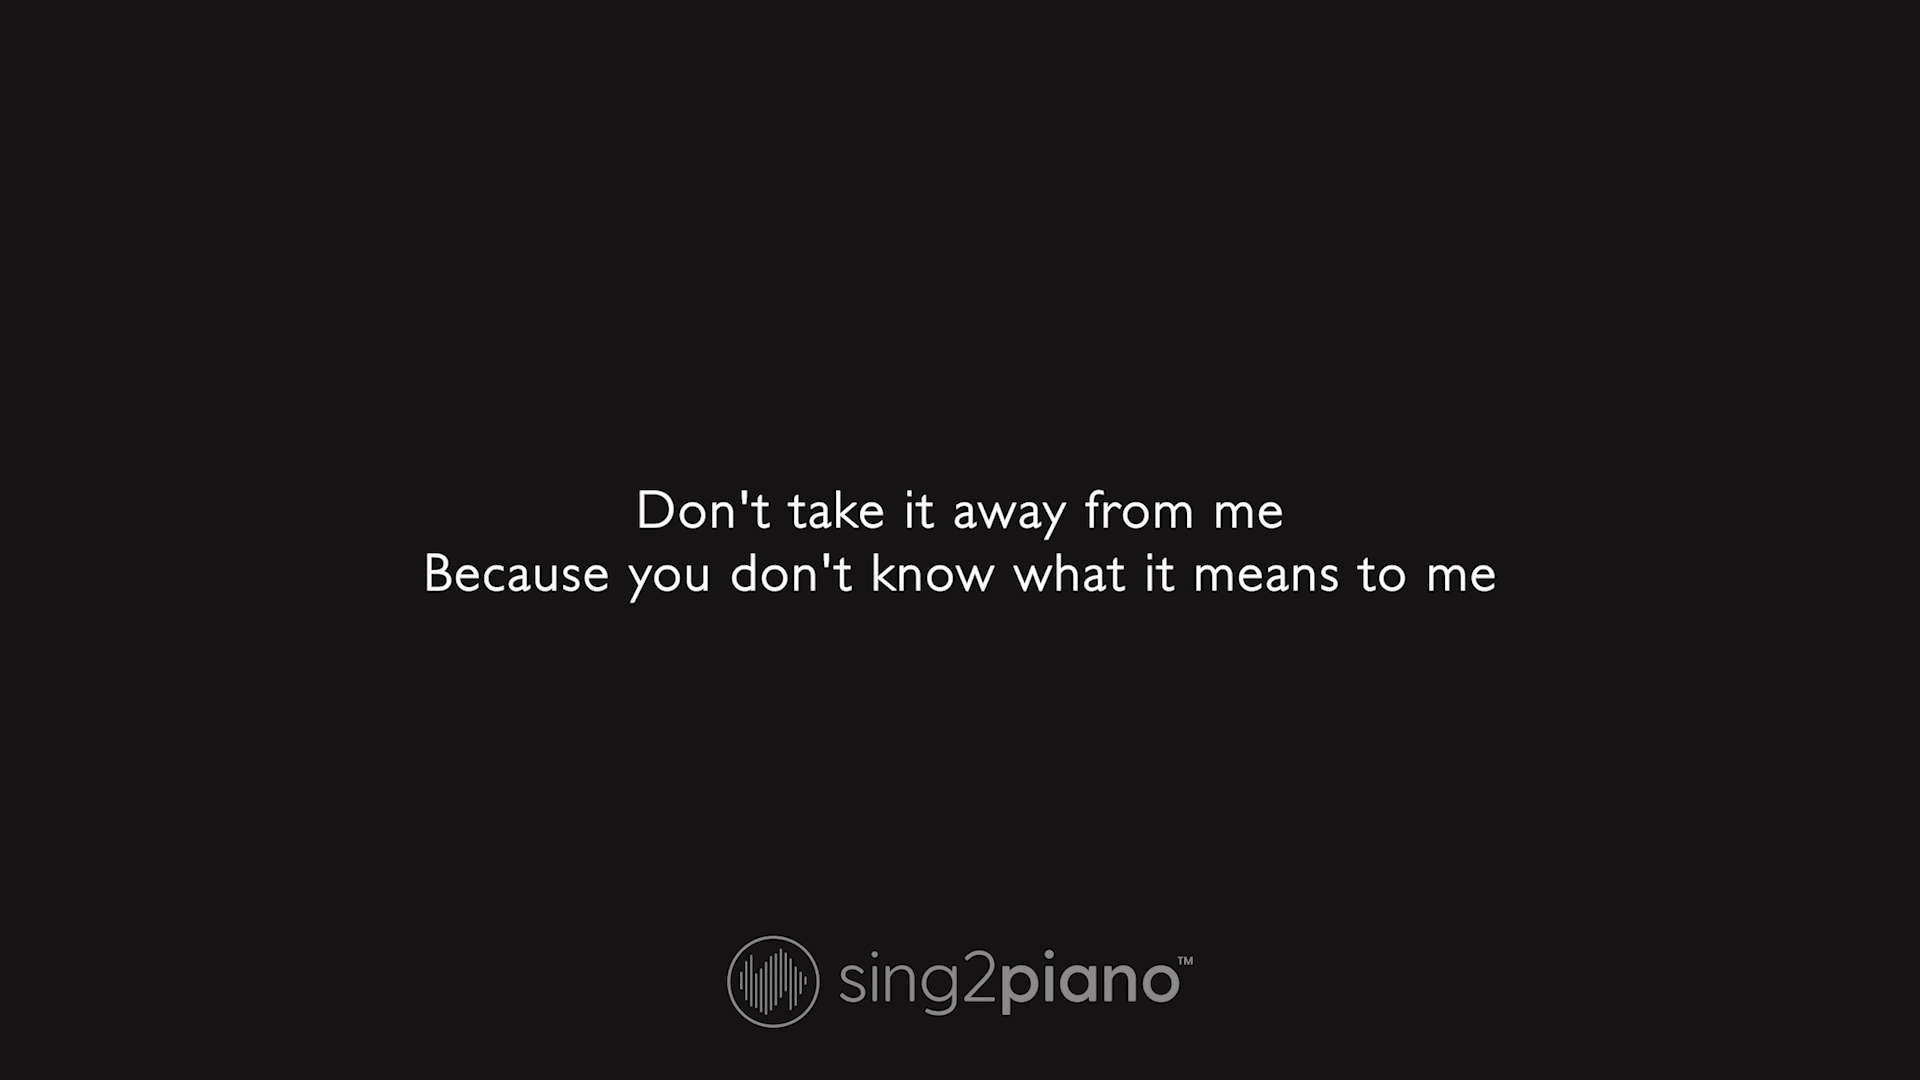 Don't take it away from me
Because you don't know what it means to me
sing2piano™